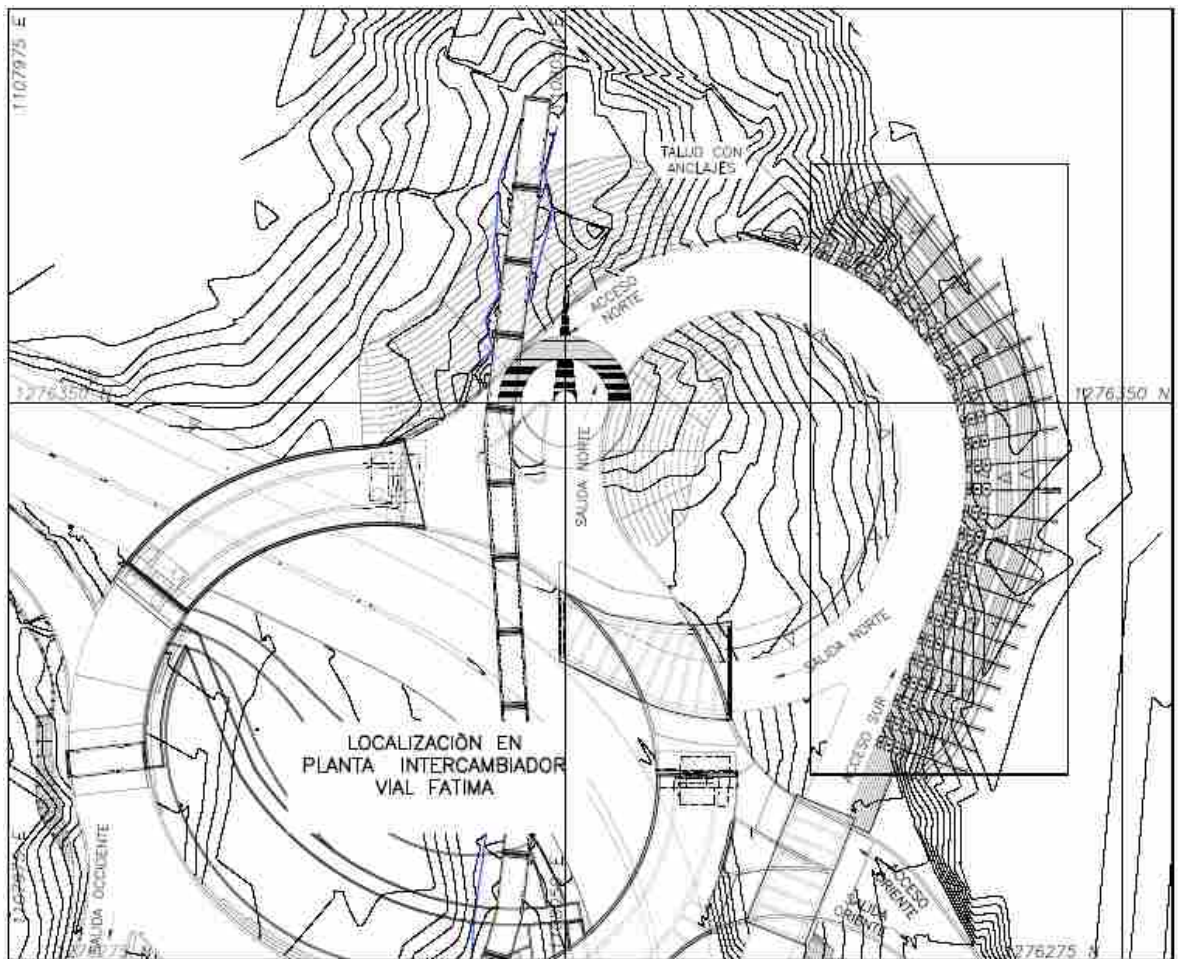 1107975 E
TALUD CON
ANCLAJES
ACCESO
NORTE
1276350 N
1276350 N
SALIDA NORTE
SALIDA NORTE
ACCESO SUR
LOCALIZACIÒN EN
PLANTA INTERCAMBIADOR
VIAL FATIMA
SALIDA OCCIDENTE
ACCESO
ORIENTE
SALIDA
ORIENTE
1276275 N